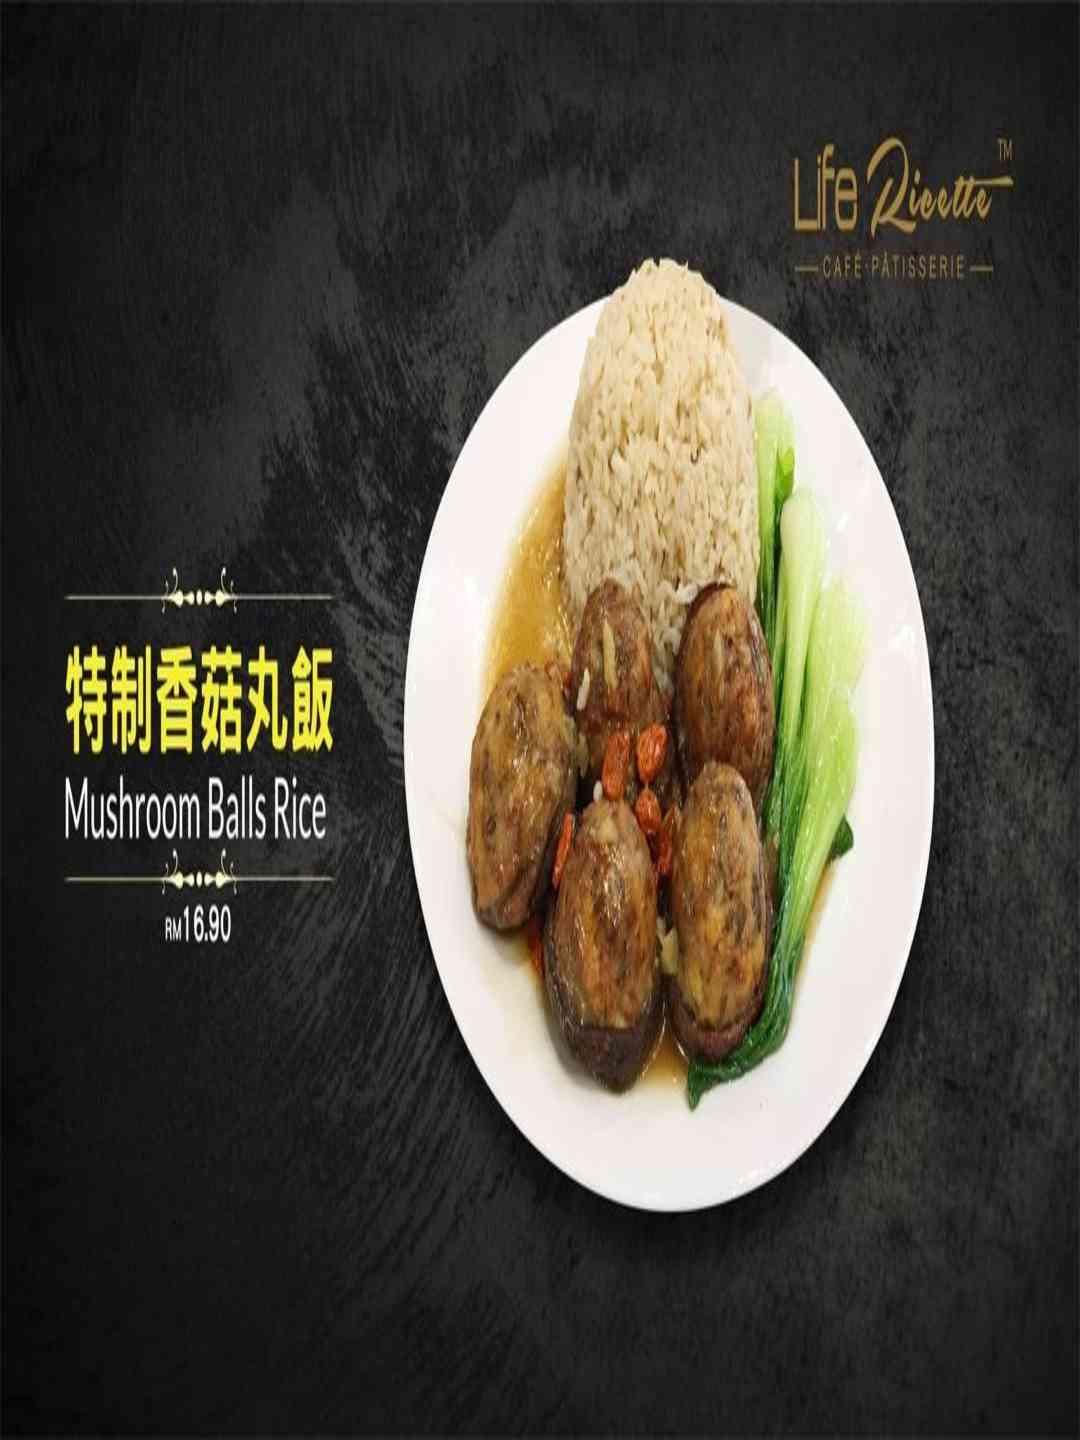 Life Ricette™
CAFÉ·PÂTISSERIE
特制香菇丸飯
Mushroom Balls Rice
RM16.90